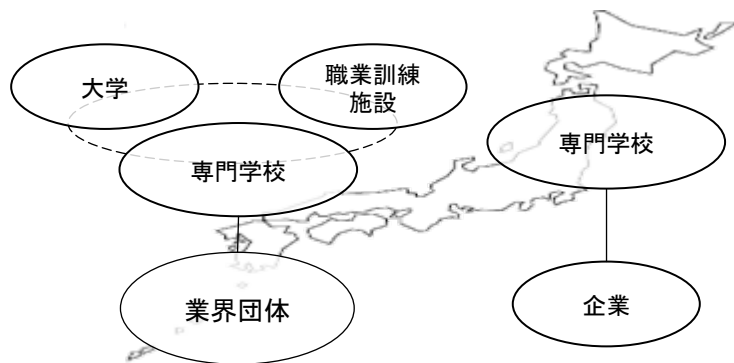 大学
職業訓練
施設
専門学校
専門学校
業界団体
企業